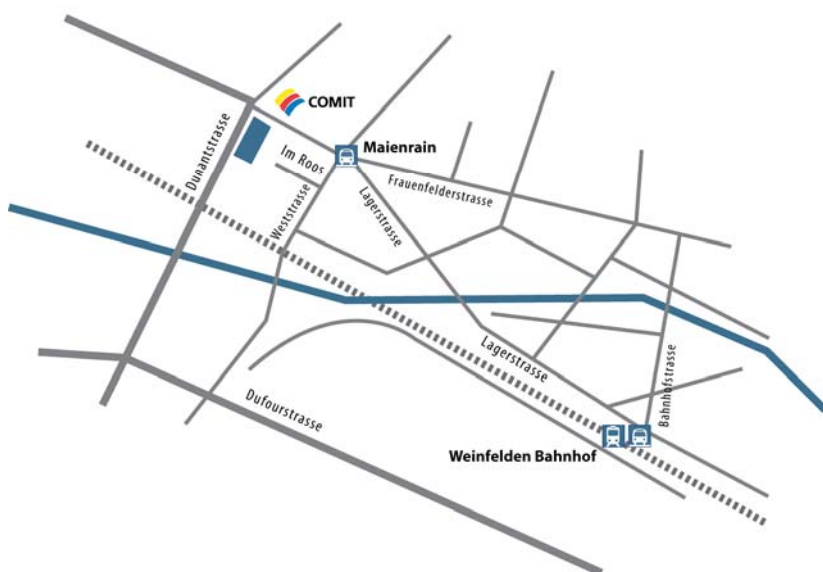 COMIT
Dunantstrasse
Im Roos
Maienrain
Frauenfelderstrasse
Weststrasse
Lagerstrasse
Lagerstrasse
Bahnhofstrasse
Dufourstrasse
Weinfelden Bahnhof